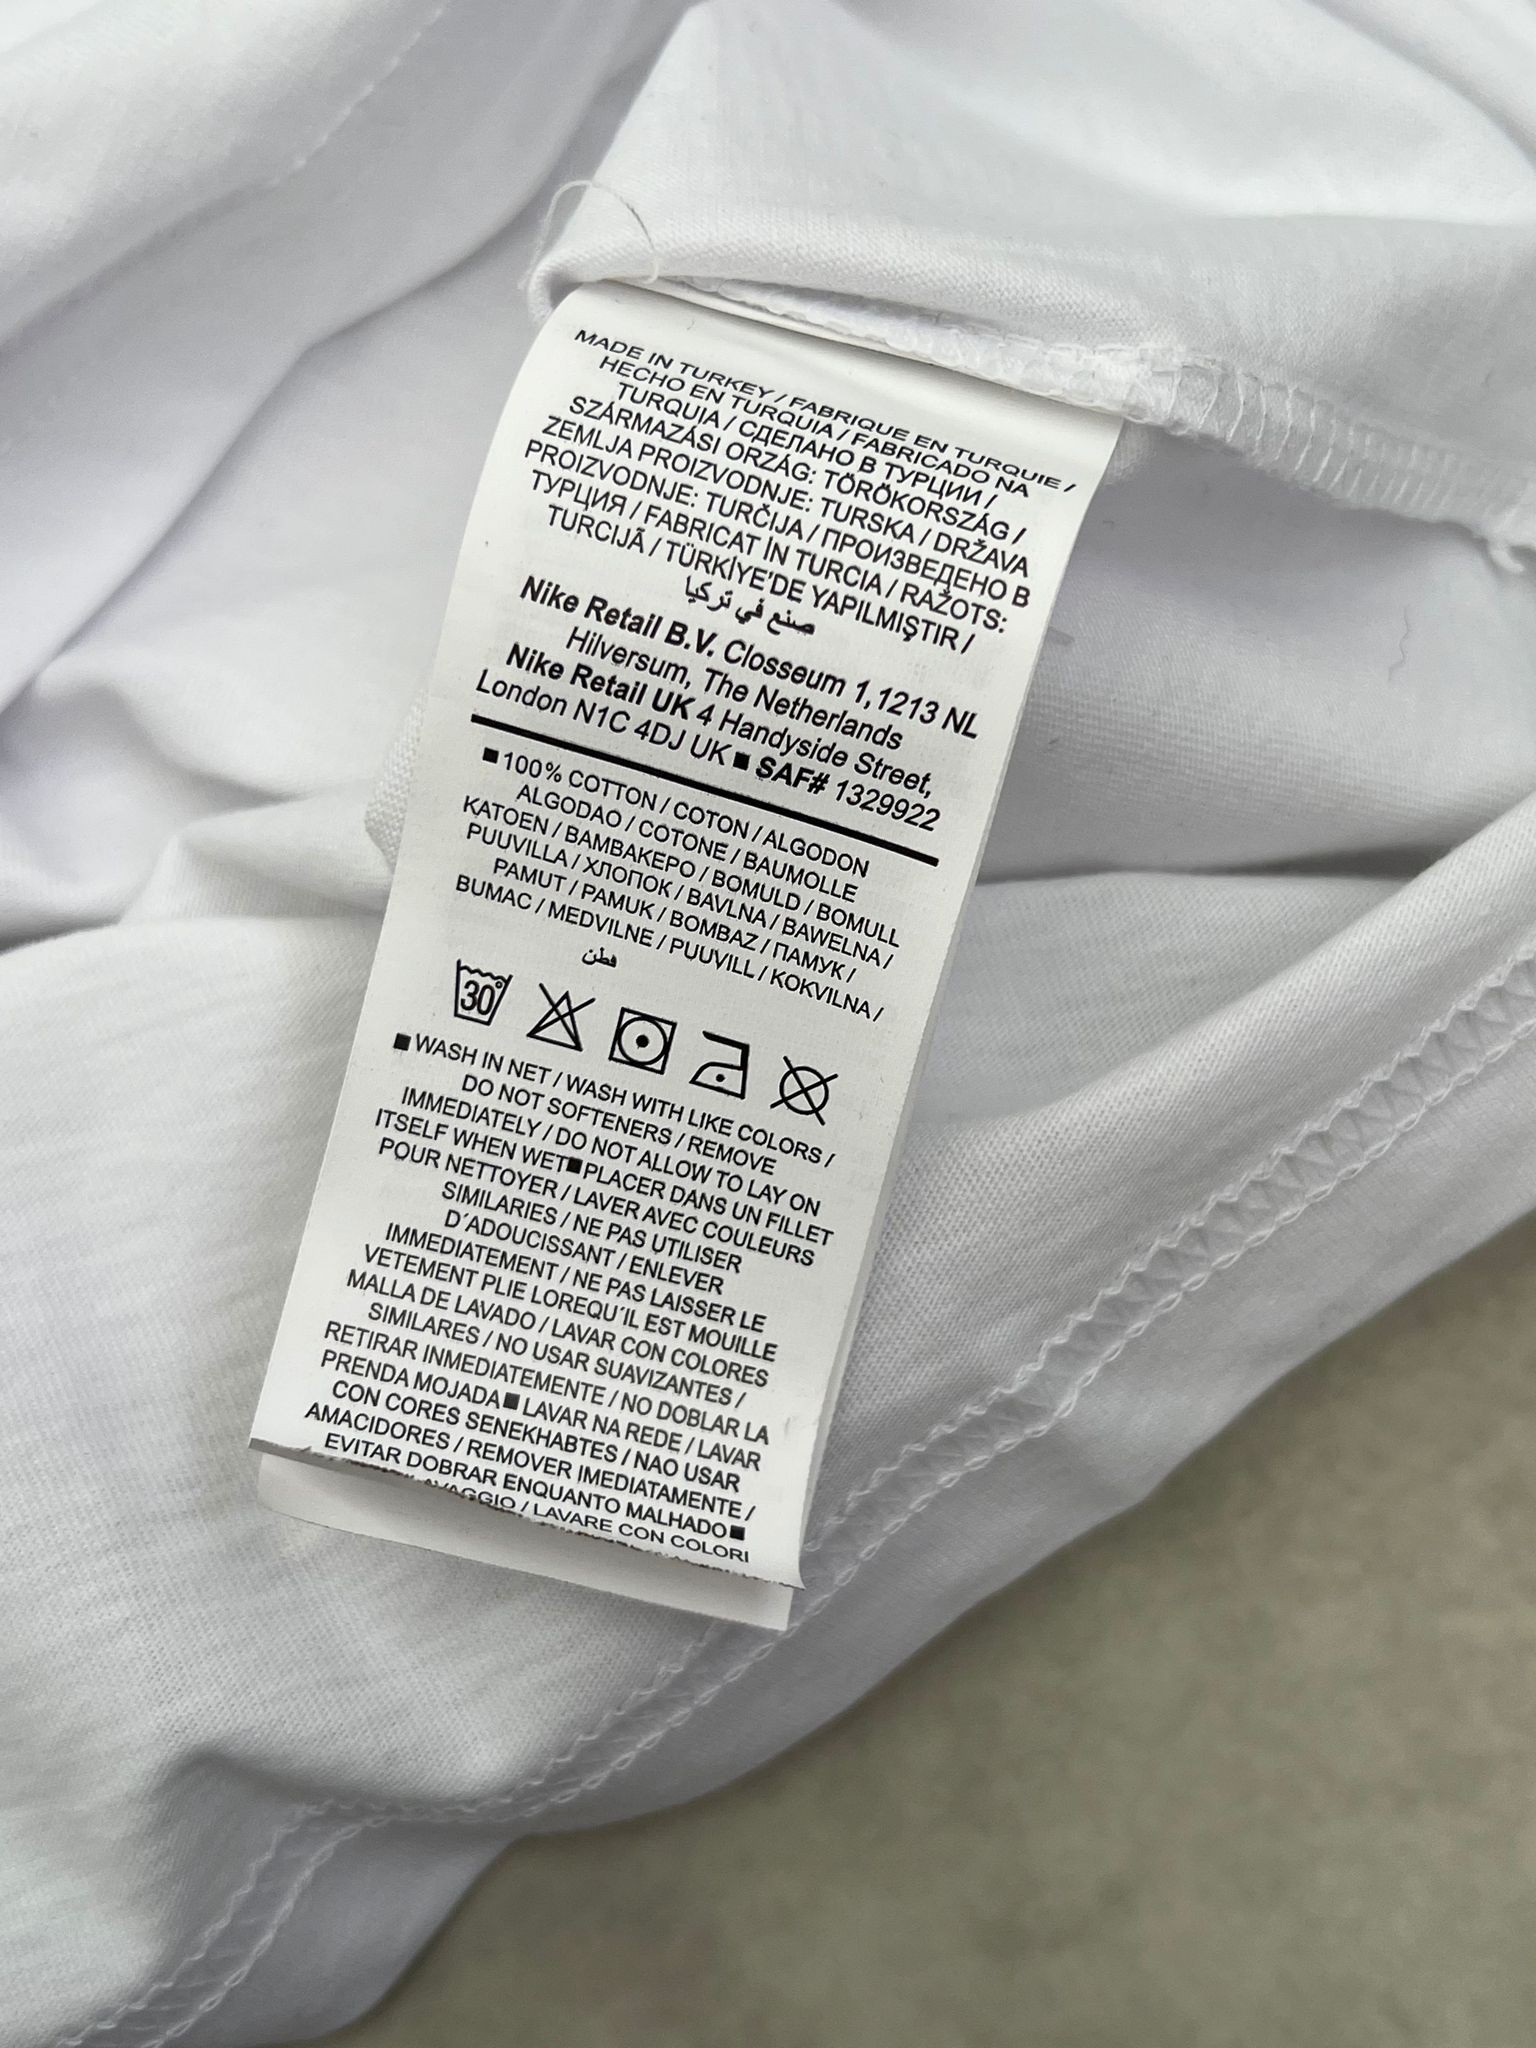 MADE IN TURKEY / FABRIQUE EN TURQUIE /
HECHO EN TURQUIA / FABRICADO NA
TURQUIA / СДЕЛАНО В ТУРЦИИ /
SZÁRMAZÁSI ORZÁG: TÖRÖKORSZÁG /
ZEMLJA PROIZVODNJE: TURSKA / DRŽAVA
PROIZVODNJE: TURČIJA / ПРОИЗВЕДЕНО В
ТУРЦИЯ / FABRICAT İN TURCIA / RAŽOTS:
TURCIJÃ / TÜRKİYE'DE YAPILMIŞTIR /
صنع في تركيا
Nike Retail B.V. Closseum 1,1213 NL
Hilversum, The Netherlands
Nike Retail UK 4 Handyside Street,
London N1C 4DJ UK ■ SAF# 1329922
■ 100% COTTON / COTON / ALGODON
ALGODAO / COTONE / BAUMOLLE
KATOEN / BAMBAKEPO / BOMULD / BOMULL
PUUVILLA / ХЛОПОК / BAVLNA / BAWELNA /
PAMUT / PAMUK / BOMBAZ / ПАМУК /
BUMAC / MEDVILNE / PUUVILL / KOKVILNA /
قطن
30°
■ WASH IN NET / WASH WITH LIKE COLORS /
DO NOT SOFTENERS / REMOVE
IMMEDIATELY / DO NOT ALLOW TO LAY ON
ITSELF WHEN WET ■ PLACER DANS UN FILLET
POUR NETTOYER / LAVER AVEC COULEURS
SIMILARIES / NE PAS UTILISER
D´ADOUCISSANT / ENLEVER
IMMEDIATEMENT / NE PAS LAISSER LE
VETEMENT PLIE LOREQU´IL EST MOUILLE
MALLA DE LAVADO / LAVAR CON COLORES
SIMILARES / NO USAR SUAVIZANTES /
RETIRAR INMEDIATEMENTE / NO DOBLAR LA
PRENDA MOJADA ■ LAVAR NA REDE / LAVAR
CON CORES SENEKHABTES / NAO USAR
AMACIDORES / REMOVER IMEDIATAMENTE /
EVITAR DOBRAR ENQUANTO MALHADO ■
/ LAVARE CON COLORI